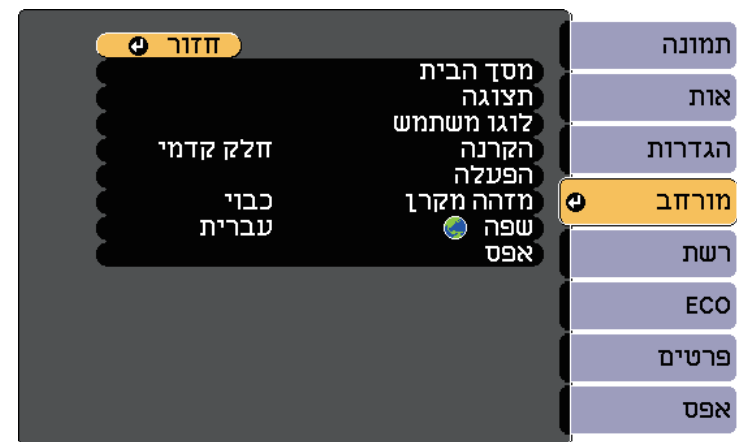 תמונה
אות
הגדרות
מורחב
רשת
ECO
פרטים
אפס
חזור
מסך הבית
תצוגה
לוגו משתמש
הקרנה חלק קדמי
הפעלה
מזהה מקרן כבוי
שפה עברית
אפס